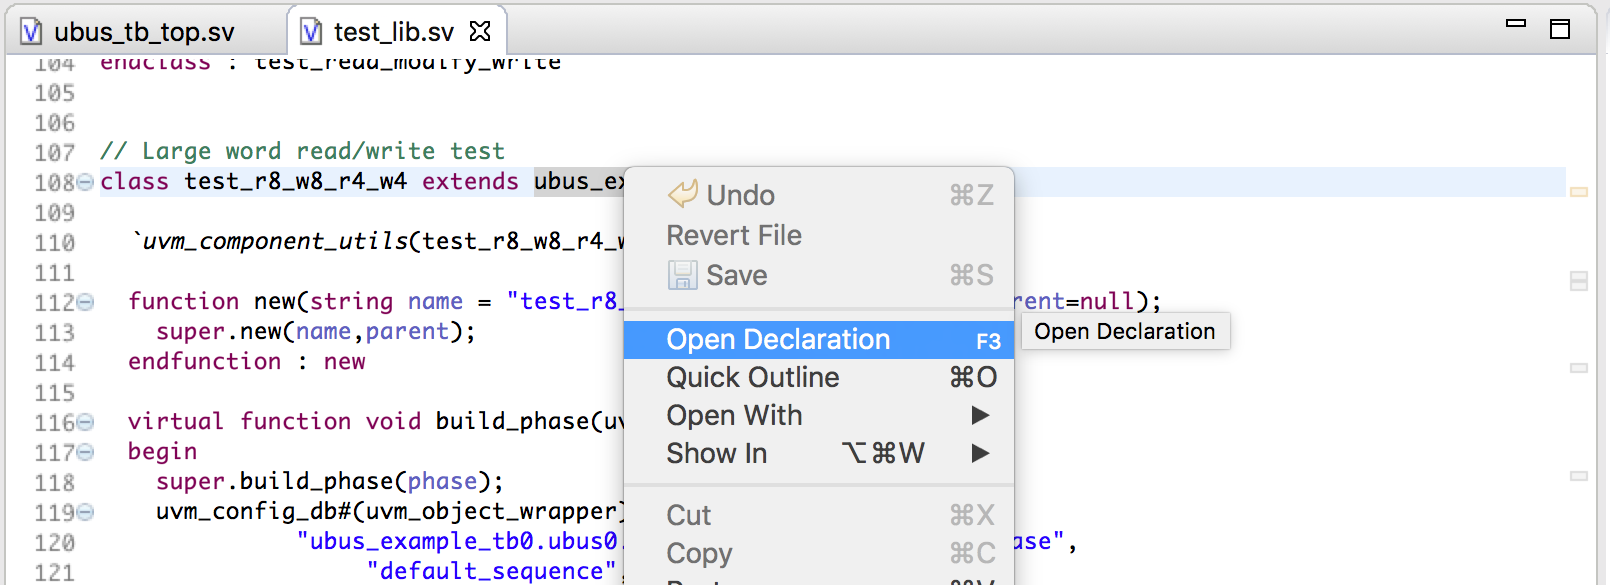 ubus_tb_top.sv test_lib.sv
104 endclass : test_read_modify_write
105
106
107 // Large word read/write test
108 class test_r8_w8_r4_w4 extends ubus_ex
109
110 `uvm_component_utils(test_r8_w8_r4_w
111
112 function new(string name = "test_r8_ rent=null);
113 super.new(name,parent);
114 endfunction : new
115
116 virtual function void build_phase(uv
117 begin
118 super.build_phase(phase);
119 uvm_config_db#(uvm_object_wrapper)
120 "ubus_example_tb0.ubus0. ase",
121 "default_sequence"
Undo ⌘Z
Revert File
Save ⌘S
Open Declaration F3
Quick Outline ⌘O
Open With ▶
Show In ⌥⌘W ▶
Cut ⌘X
Copy ⌘C
⌘V
Open Declaration